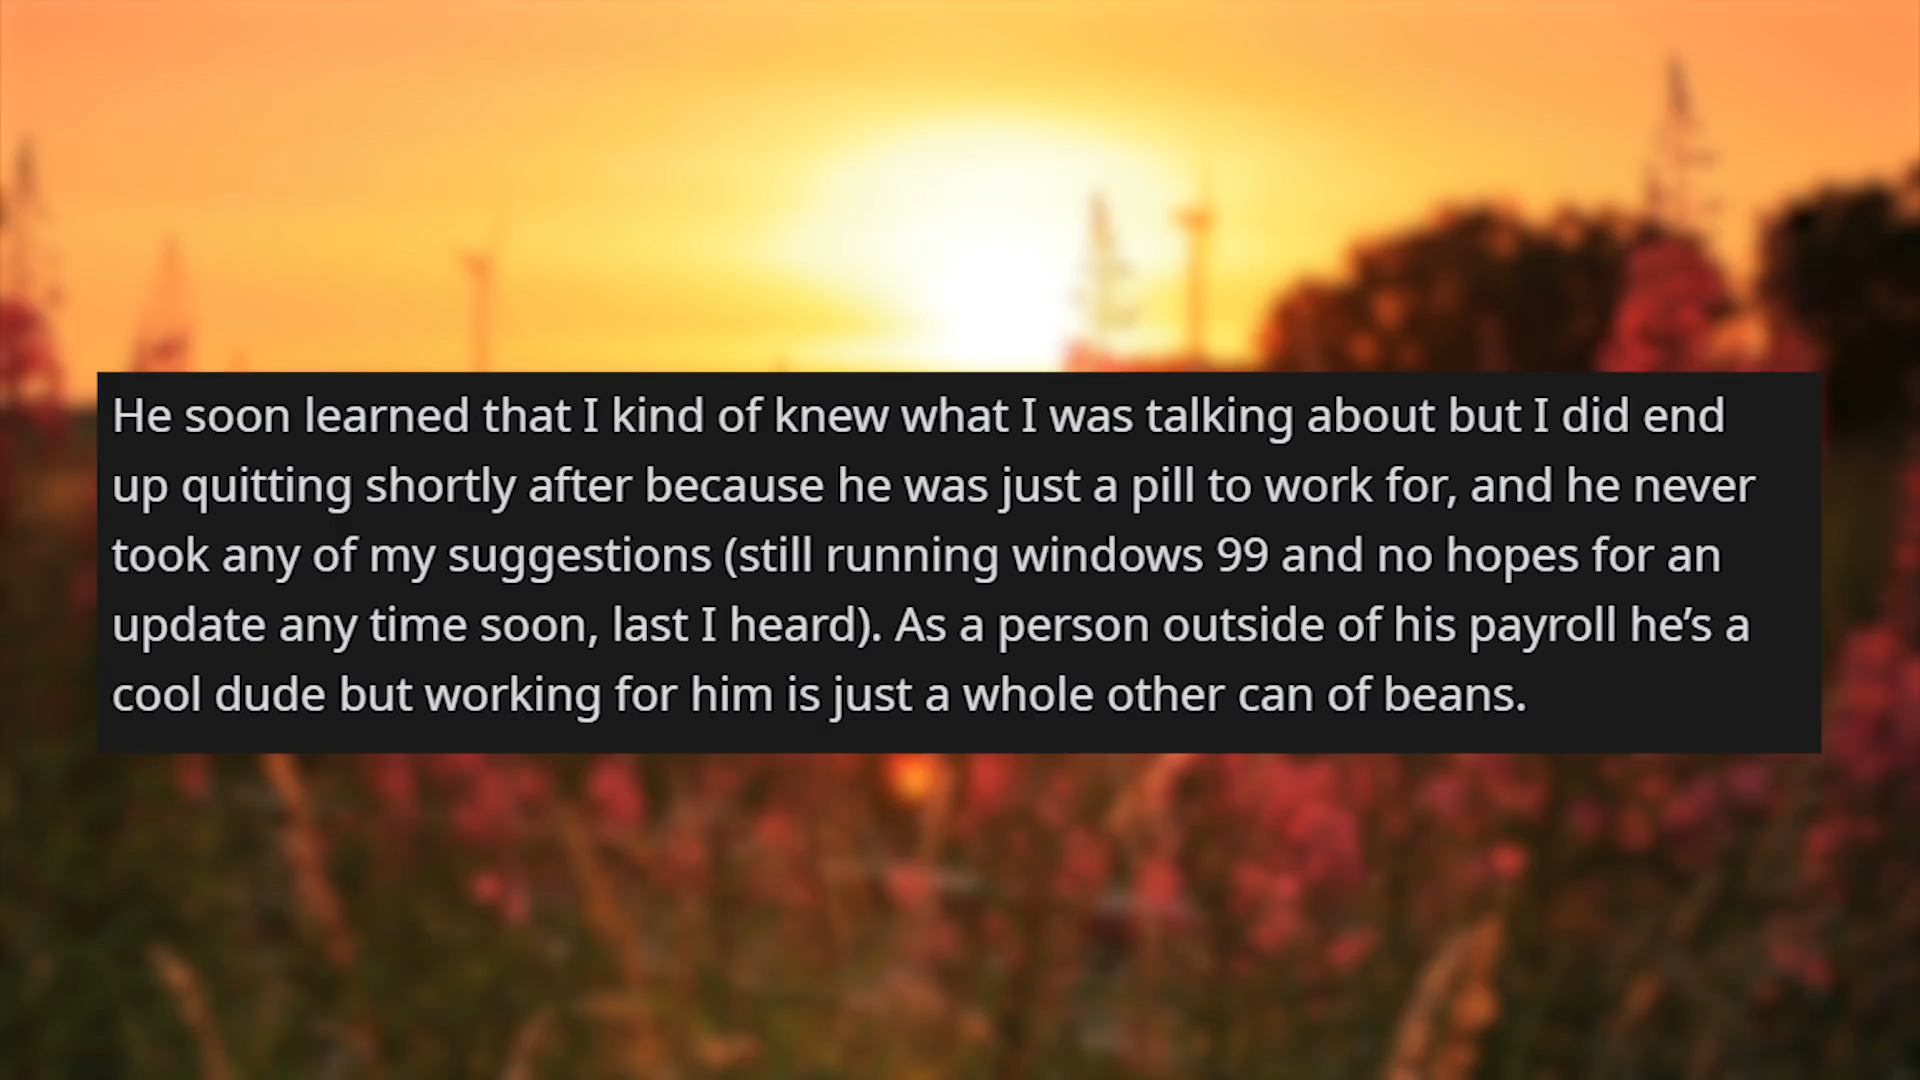 He soon learned that I kind of knew what I was talking about but I did end
up quitting shortly after because he was just a pill to work for, and he never
took any of my suggestions (still running windows 99 and no hopes for an
update any time soon, last I heard). As a person outside of his payroll he’s a
cool dude but working for him is just a whole other can of beans.